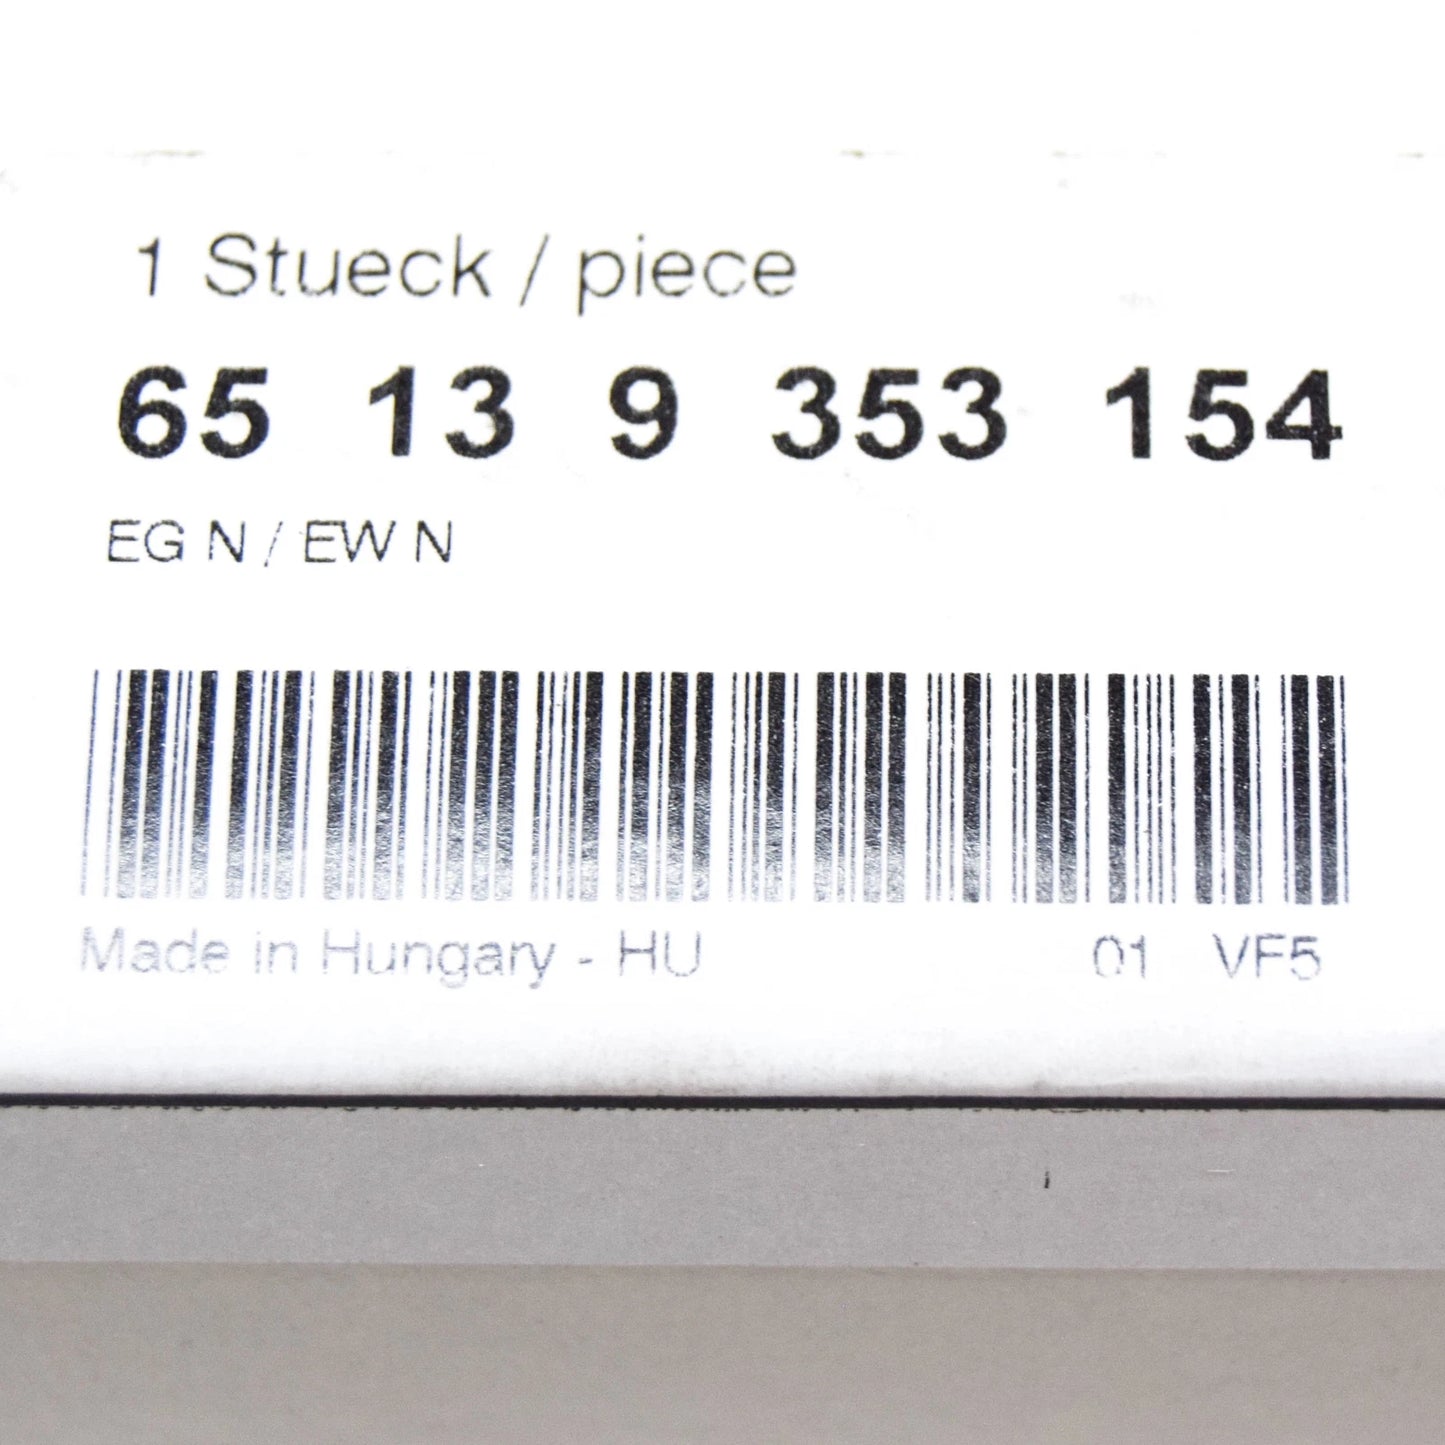 1 Stueck / piece
65 13 9 353 154
EG N / EW N
Made in Hungary - HU 01 VF5